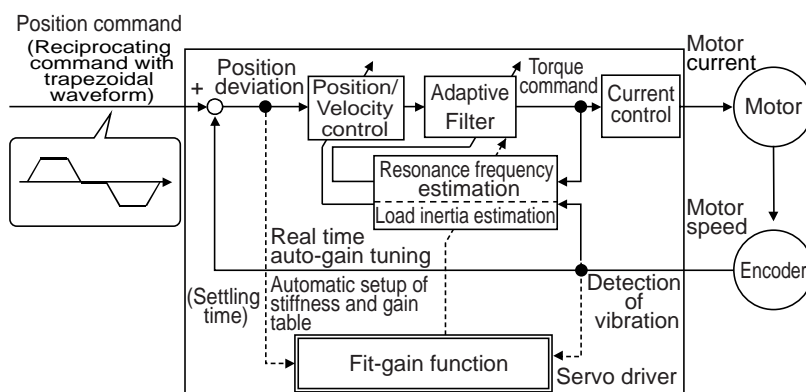 Position command
(Reciprocating
command with
trapezoidal
waveform)
+
Position
deviation
Position/
Velocity
control
Adaptive
Filter
Torque
command
Current
control
Motor
current
Motor
Resonance frequency
estimation
Load inertia estimation
Real time
auto-gain tuning
Motor
speed
Encoder
(Settling
time)
Automatic setup of
stiffness and gain
table
Detection
of
vibration
Fit-gain function
Servo driver